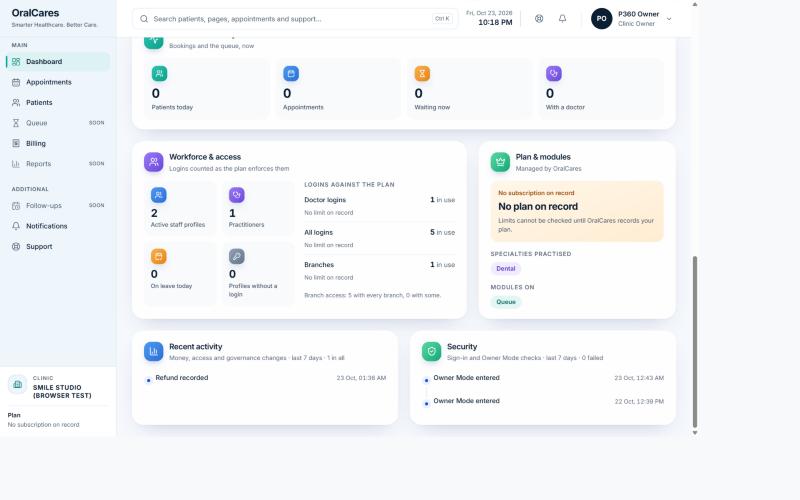 OralCares
Smarter Healthcare. Better Care.
MAIN
Dashboard
Appointments
Patients
Queue SOON
Billing
Reports SOON
ADDITIONAL
Follow-ups SOON
Notifications
Support
CLINIC
SMILE STUDIO
(BROWSER TEST)
Plan
No subscription on record
Search patients, pages, appointments and support...
Ctrl K
Fri, Oct 23, 2026
10:18 PM
PO
P360 Owner
Clinic Owner
Bookings and the queue, now
0
Patients today
0
Appointments
0
Waiting now
0
With a doctor
Workforce & access
Logins counted as the plan enforces them
2
Active staff profiles
1
Practitioners
0
On leave today
0
Profiles without a
login
LOGINS AGAINST THE PLAN
Doctor logins 1 in use
No limit on record
All logins 5 in use
No limit on record
Branches 1 in use
No limit on record
Branch access: 5 with every branch, 0 with some.
Plan & modules
Managed by OralCares
No subscription on record
No plan on record
Limits cannot be checked until OralCares records your
plan.
SPECIALTIES PRACTISED
Dental
MODULES ON
Queue
Recent activity
Money, access and governance changes · last 7 days · 1 in all
Refund recorded 23 Oct, 01:36 AM
Security
Sign-in and Owner Mode checks · last 7 days · 0 failed
Owner Mode entered 23 Oct, 12:43 AM
Owner Mode entered 22 Oct, 12:39 PM